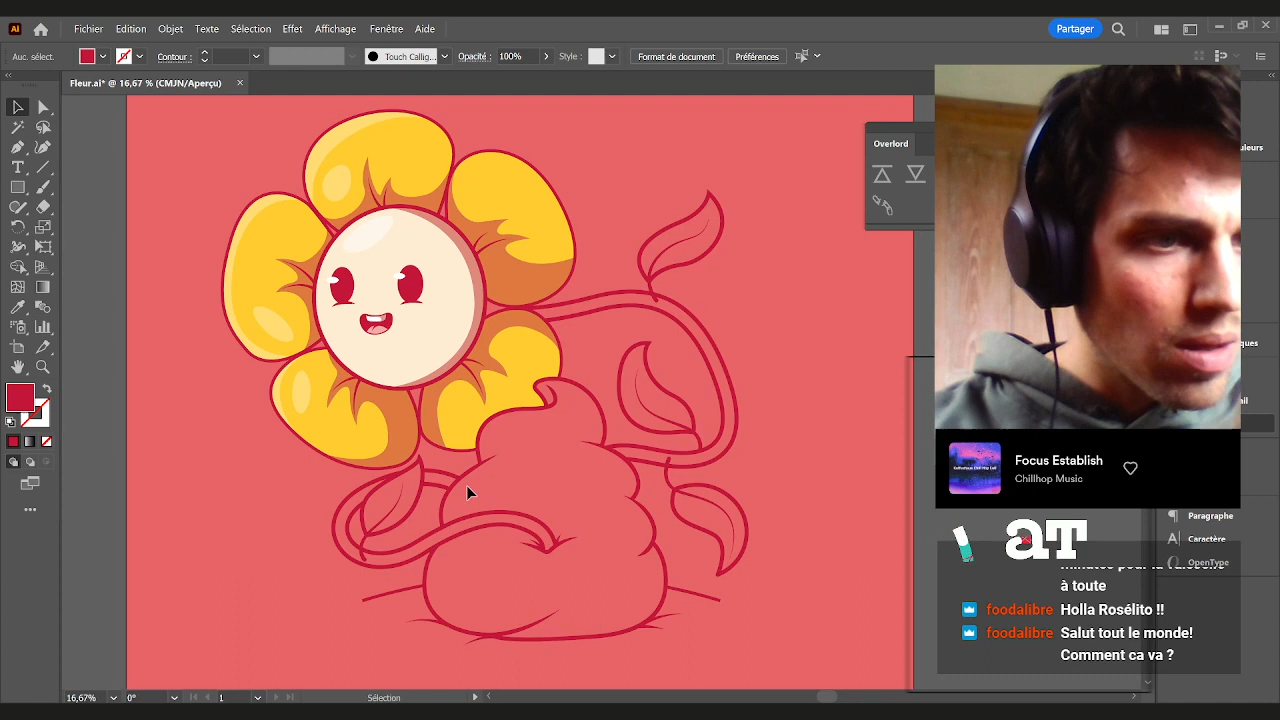 Ai Fichier Edition Objet Texte Sélection Effet Affichage Fenêtre Aide Partager
Auc. sélect. Contour : Touch Callig... Opacité : 100% Style : Format de document Préférences
Fleur.ai* @ 16,67 % (CMJN/Aperçu)
Overlord
Focus Establish
Chillhop Music
aT
Paragraphe
Caractère
OpenType
à toute
foodalibre Holla Rosélito !!
foodalibre Salut tout le monde!
Comment ca va ?
16,67% 0° 1 Sélection